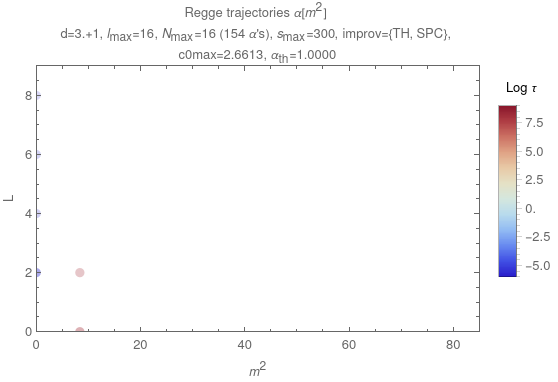 Regge trajectories α[m²]
d=3.+1, lmax=16, Nmax=16 (154 α's), smax=300, improv={TH, SPC},
c0max=2.6613, αth=1.0000
Log τ
7.5
5.0
2.5
0.
−2.5
−5.0
L
8
6
4
2
0
0 20 40 60 80
m²